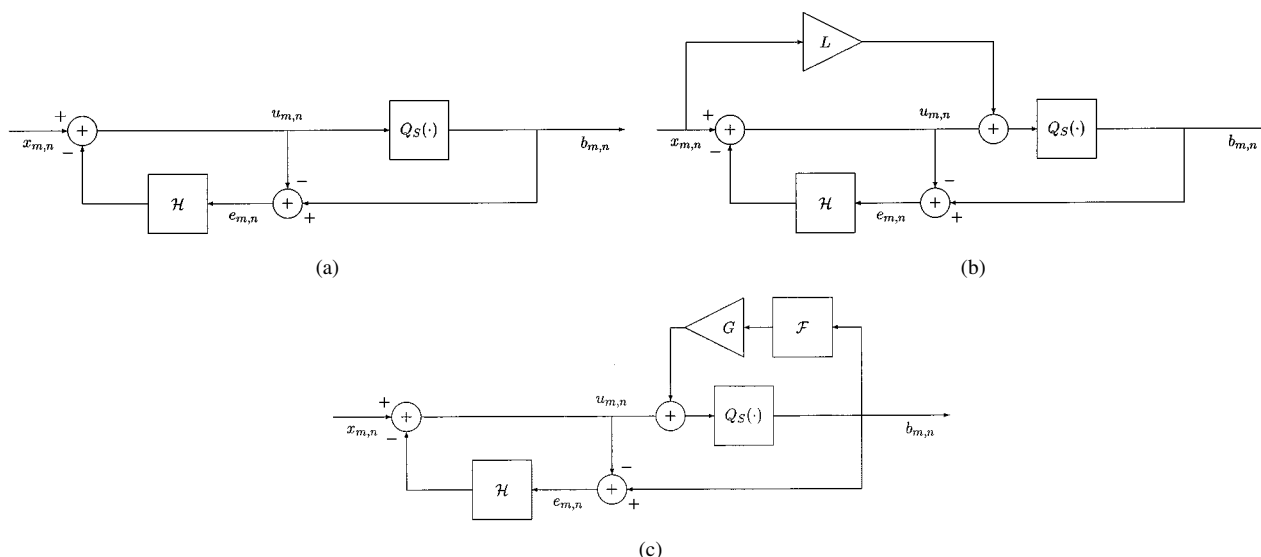 +
x_{m,n}
+
−
u_{m,n}
Q_S(·)
b_{m,n}
H
e_{m,n}
−
+
+
(a)
L
+
x_{m,n}
+
−
u_{m,n}
+
Q_S(·)
b_{m,n}
H
e_{m,n}
−
+
+
(b)
G
F
+
x_{m,n}
+
−
u_{m,n}
+
Q_S(·)
b_{m,n}
H
e_{m,n}
−
+
+
(c)